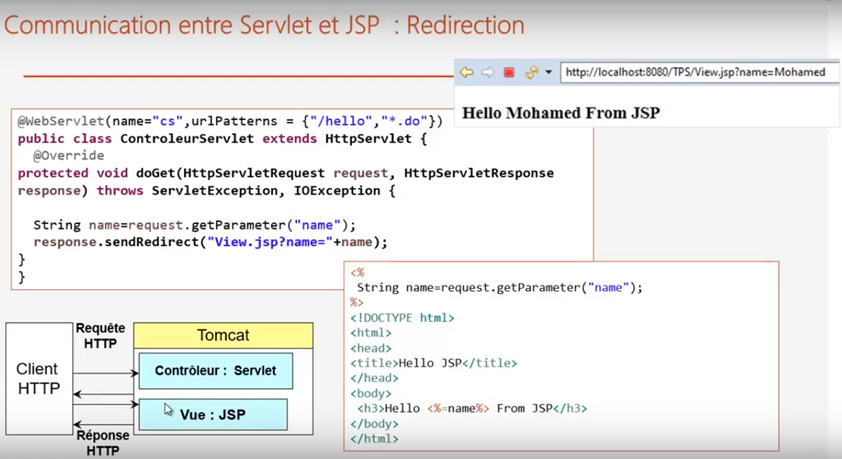 Communication entre Servlet et JSP : Redirection
http://localhost:8080/TPS/View.jsp?name=Mohamed
Hello Mohamed From JSP
@WebServlet(name="cs",urlPatterns = {"/hello","*.do"})
public class ControleurServlet extends HttpServlet {
@Override
protected void doGet(HttpServletRequest request, HttpServletResponse
response) throws ServletException, IOException {
String name=request.getParameter("name");
response.sendRedirect("View.jsp?name="+name);
}
}
<%
String name=request.getParameter("name");
%>
<!DOCTYPE html>
<html>
<head>
<title>Hello JSP</title>
</head>
<body>
<h3>Hello <%=name%> From JSP</h3>
</body>
</html>
Client
HTTP
Requête
HTTP
Tomcat
Contrôleur : Servlet
Vue : JSP
Réponse
HTTP